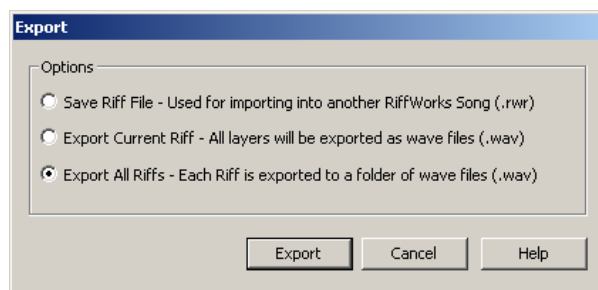 Export
Options
Save Riff File - Used for importing into another RiffWorks Song (.rwr)
Export Current Riff - All layers will be exported as wave files (.wav)
Export All Riffs - Each Riff is exported to a folder of wave files (.wav)
Export Cancel Help